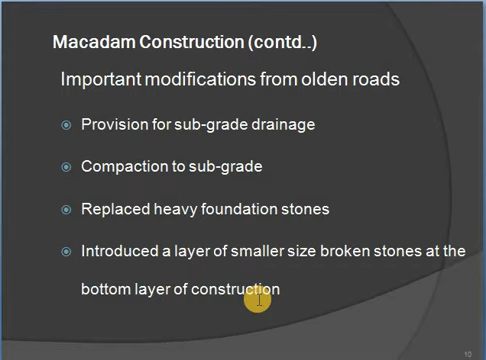 Macadam Construction (contd..)
Important modifications from olden roads
Provision for sub-grade drainage
Compaction to sub-grade
Replaced heavy foundation stones
Introduced a layer of smaller size broken stones at the
bottom layer of construction
10